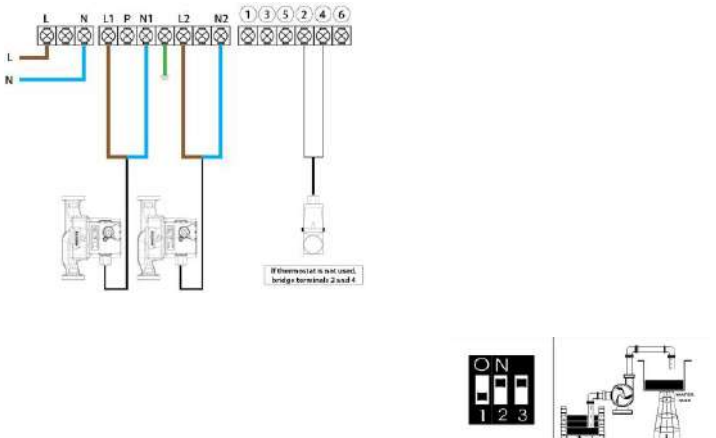 L N L1 P N1 L2 N2 1 3 5 2 4 6
L
N
If thermostat is not used,
bridge terminals 2 and 4
ON
1 2 3
WATER